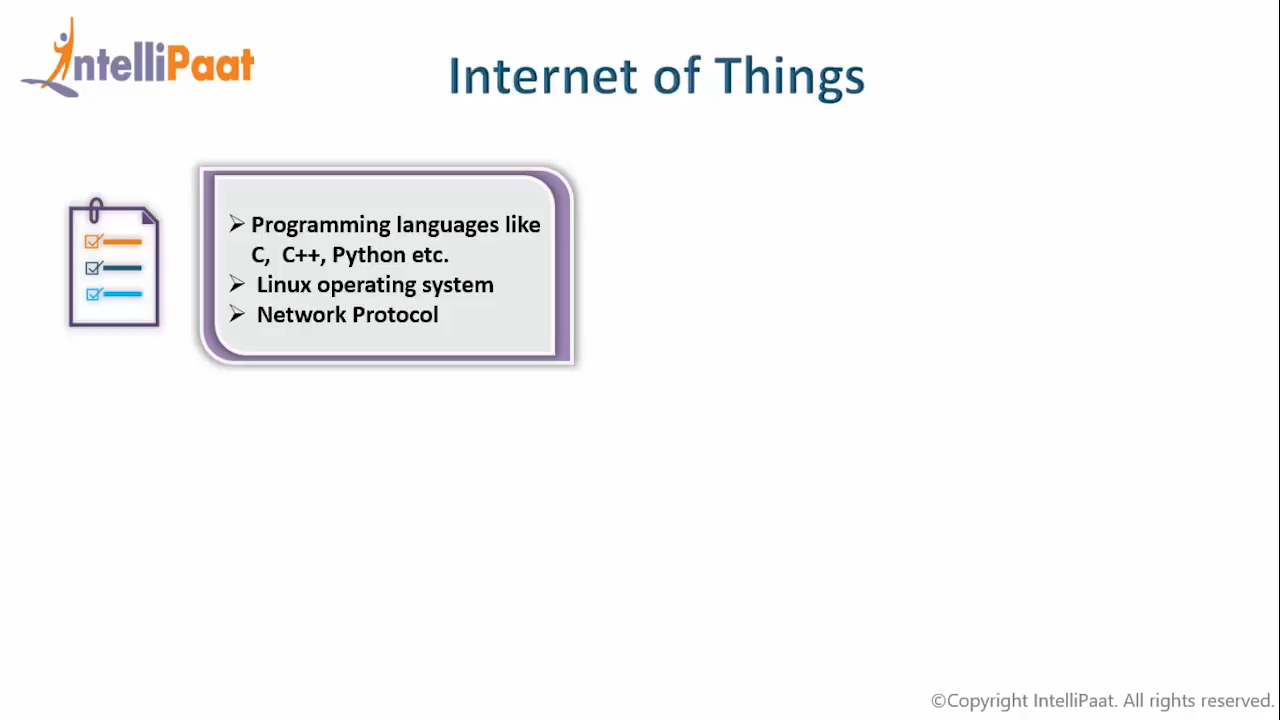 IntelliPaat
Internet of Things
➢ Programming languages like
C, C++, Python etc.
➢ Linux operating system
➢ Network Protocol
©Copyright IntelliPaat. All rights reserved.